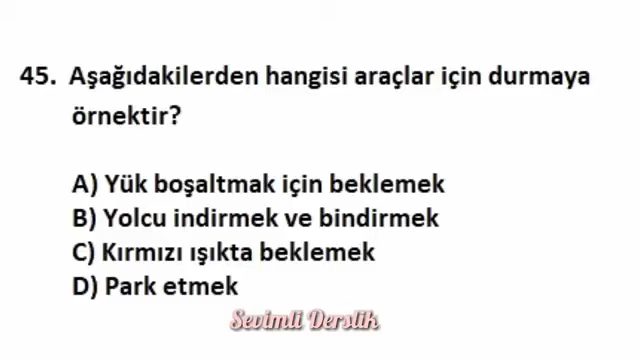 45. Aşağıdakilerden hangisi araçlar için durmaya
örnektir?
A) Yük boşaltmak için beklemek
B) Yolcu indirmek ve bindirmek
C) Kırmızı ışıkta beklemek
D) Park etmek
Sevimli Derslik